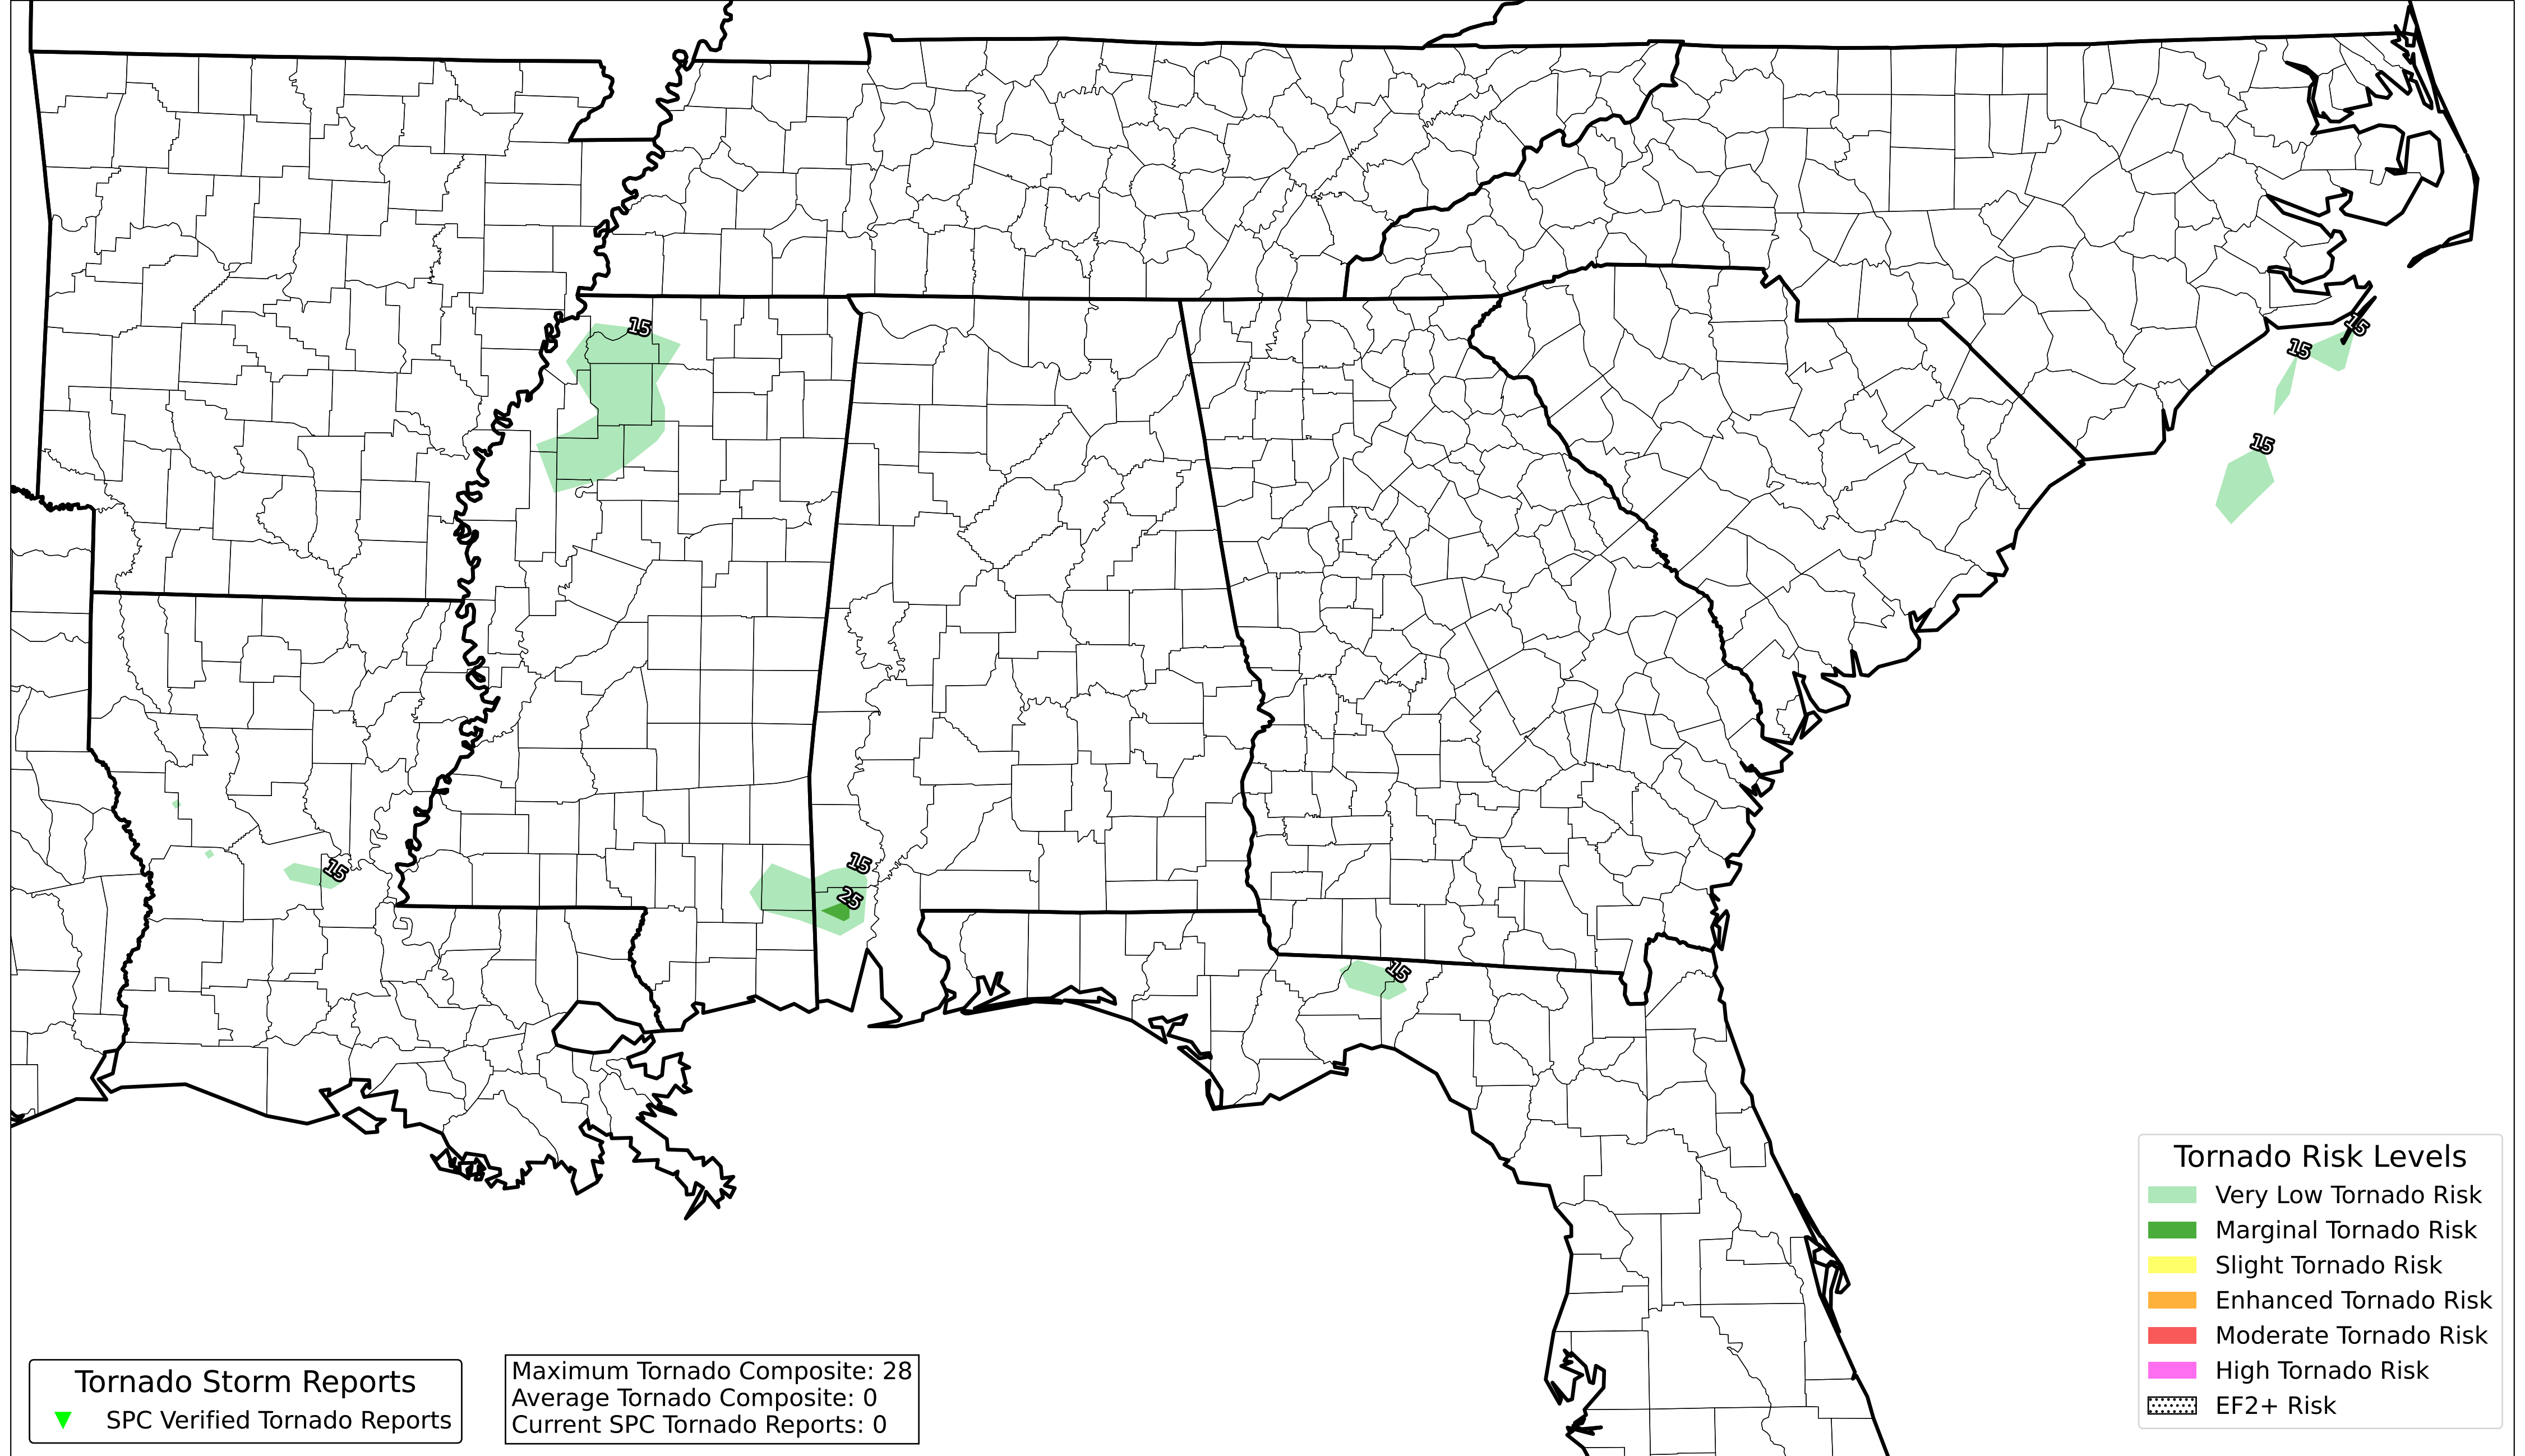 15
15
15
15
15
15
25
15
Tornado Risk Levels
Very Low Tornado Risk
Marginal Tornado Risk
Slight Tornado Risk
Enhanced Tornado Risk
Moderate Tornado Risk
High Tornado Risk
EF2+ Risk
Tornado Storm Reports
SPC Verified Tornado Reports
Maximum Tornado Composite: 28
Average Tornado Composite: 0
Current SPC Tornado Reports: 0